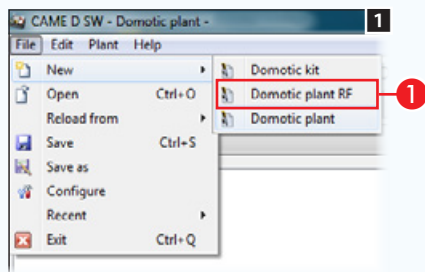 CAME D SW - Domotic plant -
1
File Edit Plant Help
New
Domotic kit
Open Ctrl+O
Domotic plant RF
1
Reload from
Domotic plant
Save Ctrl+S
Save as
Configure
Recent
Exit Ctrl+Q